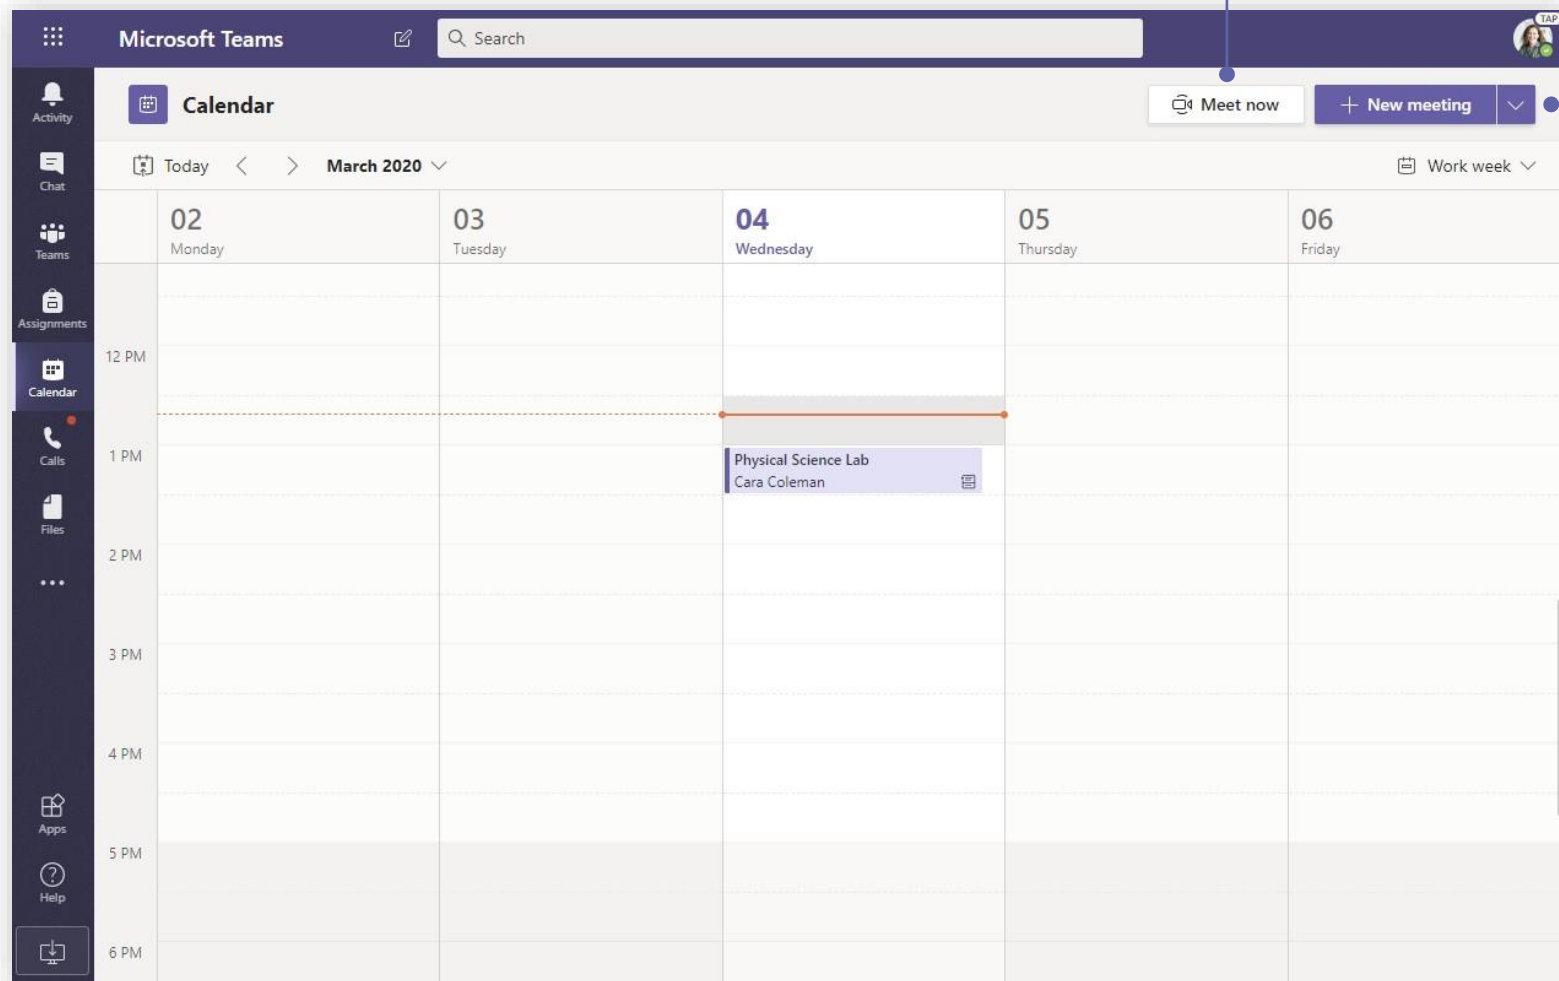 Microsoft Teams
Search
TAP
Activity
Chat
Teams
Assignments
Calendar
Calls
Files
Apps
Help
Calendar
Meet now
New meeting
Today
March 2020
Work week
02
Monday
03
Tuesday
04
Wednesday
05
Thursday
06
Friday
12 PM
1 PM
Physical Science Lab
Cara Coleman
2 PM
3 PM
4 PM
5 PM
6 PM